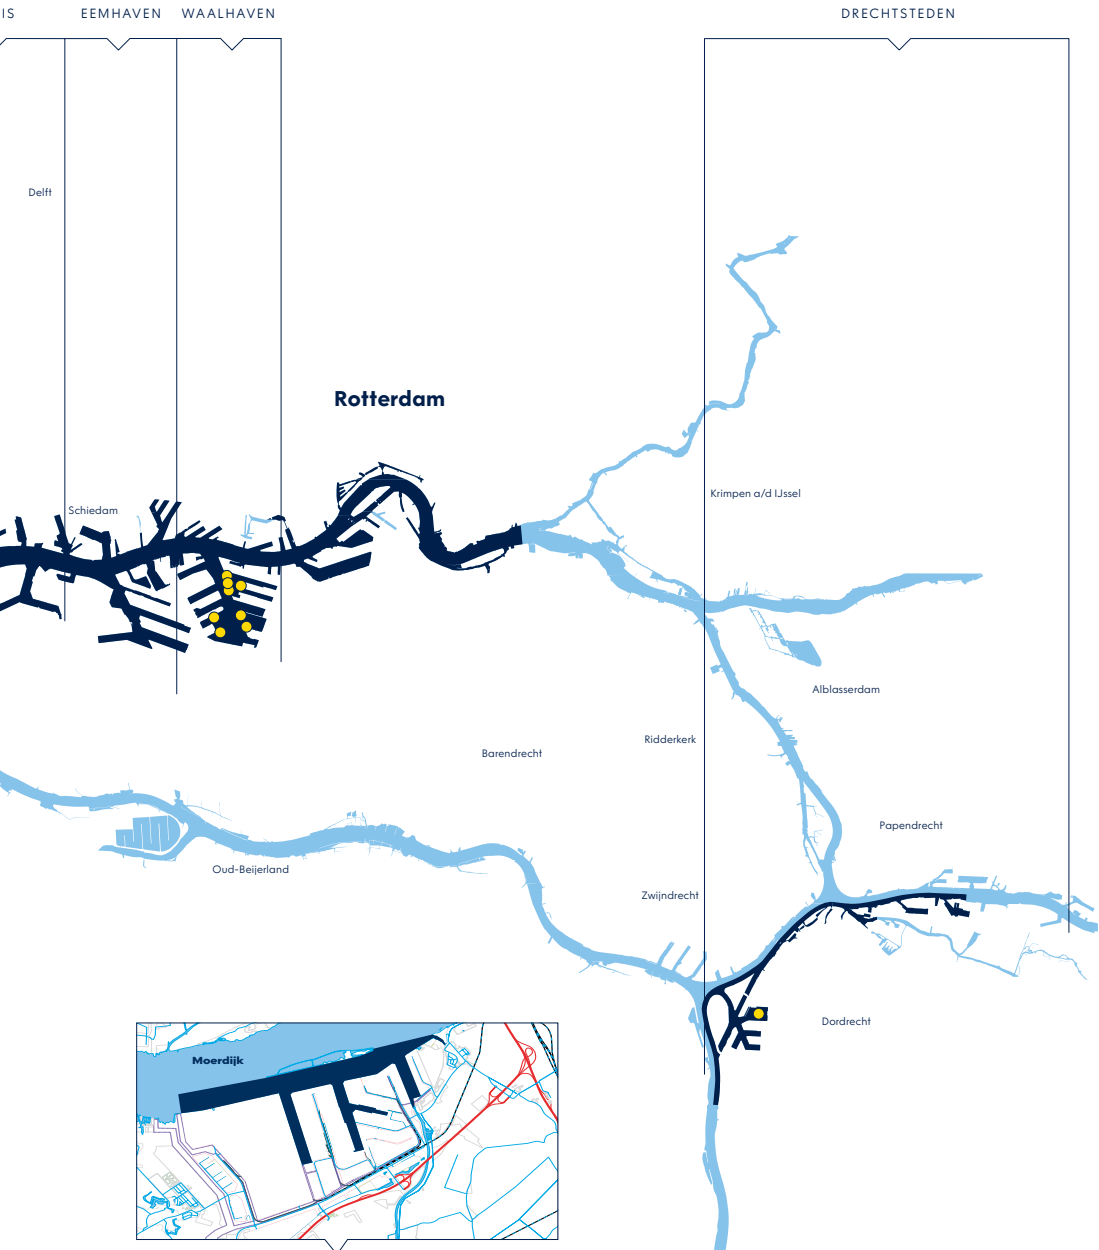 IS
EEMHAVEN
WAALHAVEN
DRECHTSTEDEN
Delft
Rotterdam
Krimpen a/d IJssel
Schiedam
Alblasserdam
Ridderkerk
Barendrecht
Papendrecht
Oud-Beijerland
Zwijndrecht
Dordrecht
Moerdijk